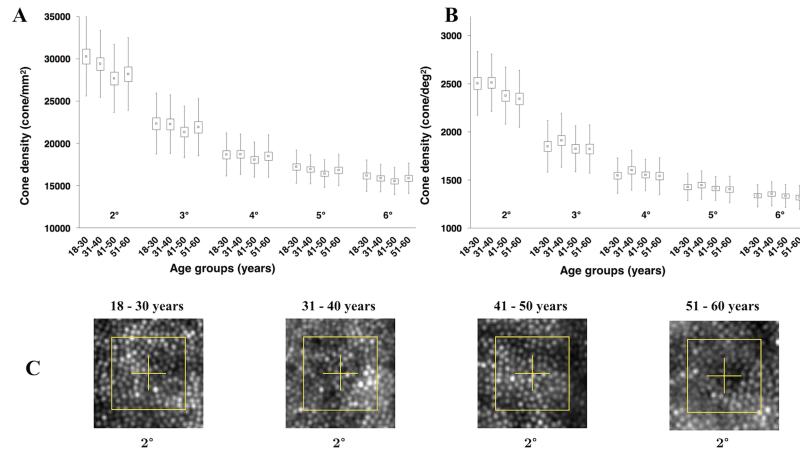 A
B
35000
30000
25000
20000
15000
10000
Cone density (cone/mm²)
2° 3° 4° 5° 6°
18-30 31-40 41-50 51-60 18-30 31-40 41-50 51-60 18-30 31-40 41-50 51-60 18-30 31-40 41-50 51-60 18-30 31-40 41-50 51-60
Age groups (years)
3000
2500
2000
1500
1000
Cone density (cone/deg²)
2° 3° 4° 5° 6°
18-30 31-40 41-50 51-60 18-30 31-40 41-50 51-60 18-30 31-40 41-50 51-60 18-30 31-40 41-50 51-60 18-30 31-40 41-50 51-60
Age groups (years)
18 - 30 years 31 - 40 years 41 - 50 years 51 - 60 years
C
2° 2° 2° 2°